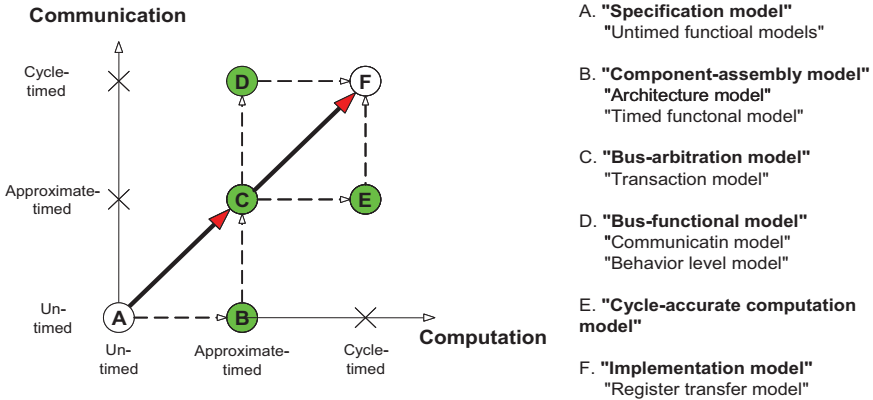 Communication
Cycle-
timed
Approximate-
timed
Un-
timed
D
F
C
E
A
B
Computation
Un-
timed
Approximate-
timed
Cycle-
timed
A. "Specification model"
"Untimed functioal models"
B. "Component-assembly model"
"Architecture model"
"Timed functonal model"
C. "Bus-arbitration model"
"Transaction model"
D. "Bus-functional model"
"Communicatin model"
"Behavior level model"
E. "Cycle-accurate computation
model"
F. "Implementation model"
"Register transfer model"